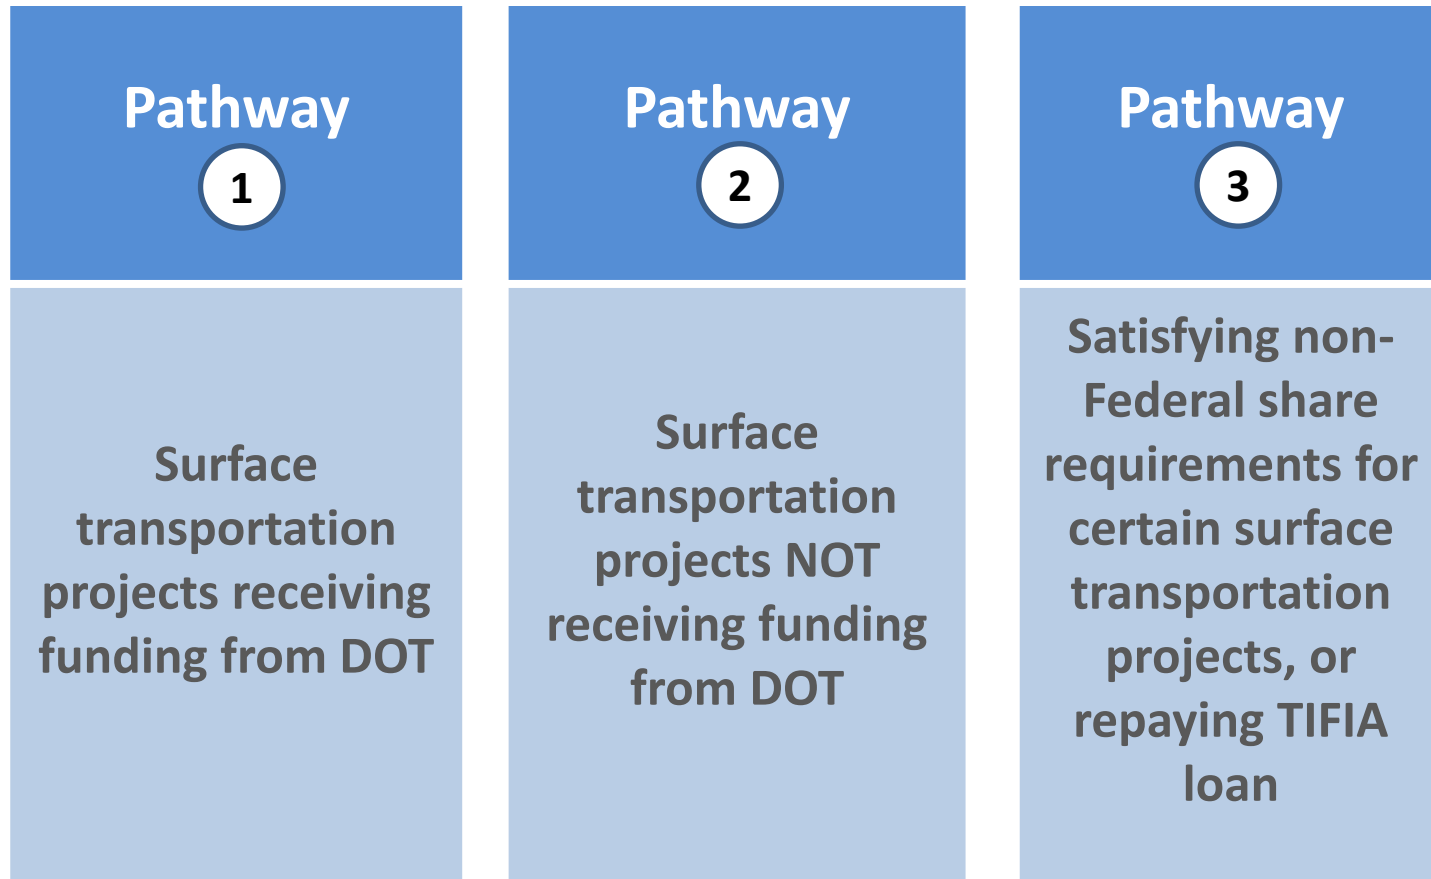 Pathway
1
Surface
transportation
projects receiving
funding from DOT
Pathway
2
Surface
transportation
projects NOT
receiving funding
from DOT
Pathway
3
Satisfying non-
Federal share
requirements for
certain surface
transportation
projects, or
repaying TIFIA
loan